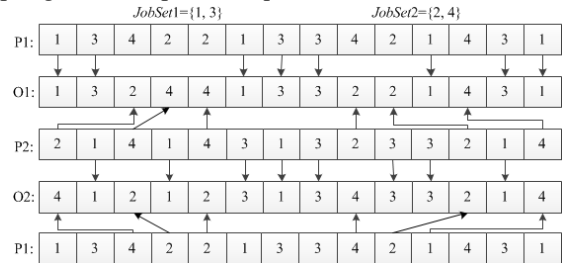 JobSet1={1, 3} JobSet2={2, 4}
P1: 1 3 4 2 2 1 3 3 4 2 1 4 3 1
O1: 1 3 2 4 4 1 3 3 2 2 1 4 3 1
P2: 2 1 4 1 4 3 1 3 2 3 3 2 1 4
O2: 4 1 2 1 2 3 1 3 4 3 3 2 1 4
P1: 1 3 4 2 2 1 3 3 4 2 1 4 3 1